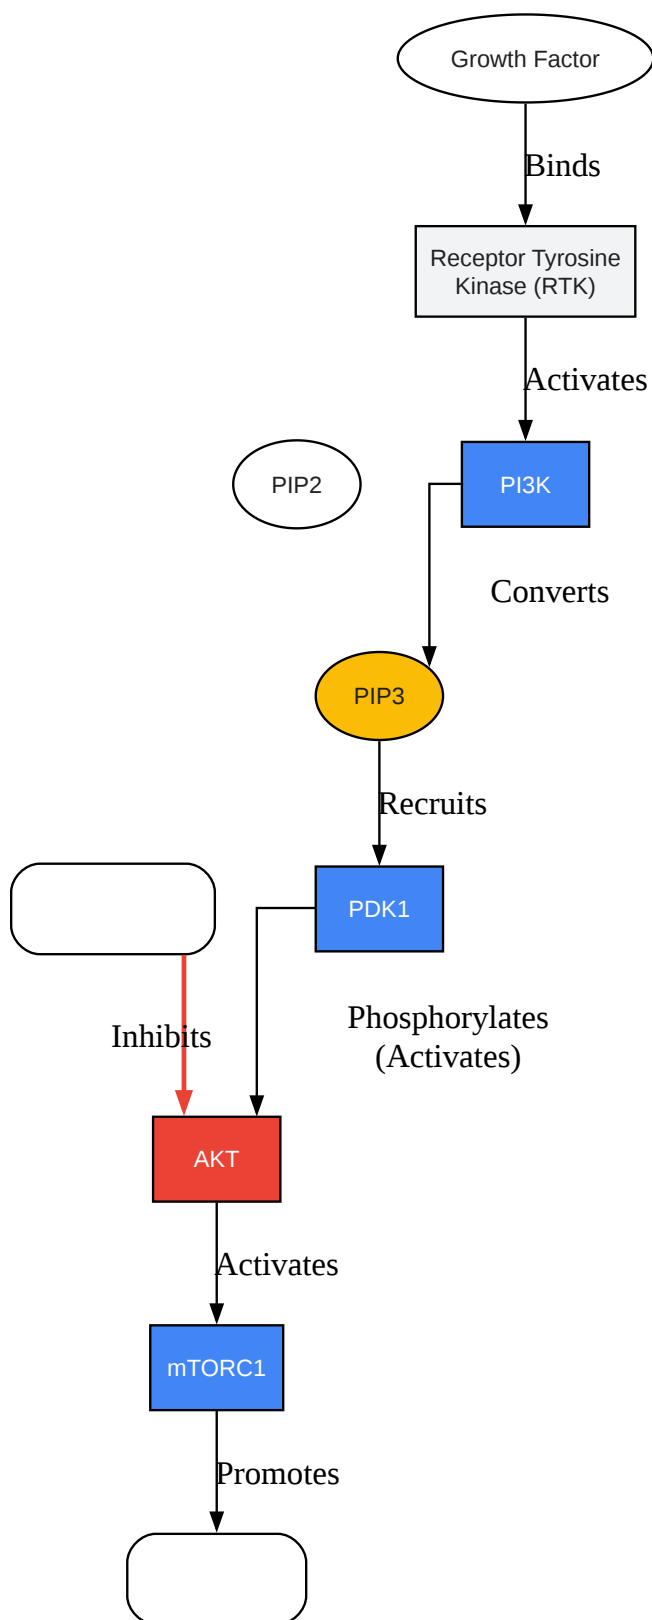 Growth Factor
Binds
Receptor Tyrosine
Kinase (RTK)
Activates
PIP2
PI3K
Converts
PIP3
Recruits
PDK1
Inhibits
Phosphorylates
(Activates)
AKT
Activates
mTORC1
Promotes